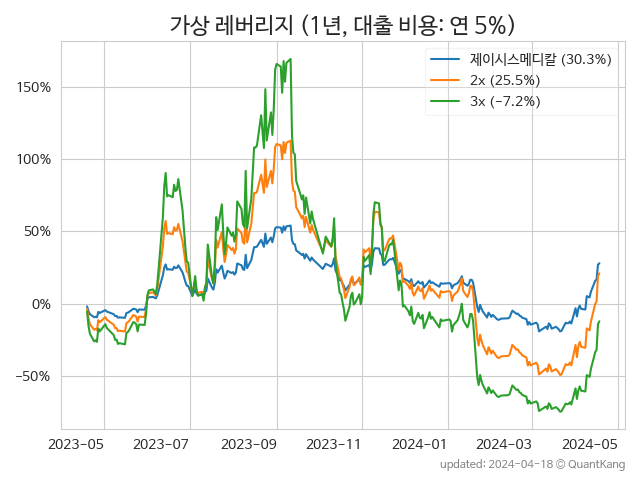 가상 레버리지 (1년, 대출 비용: 연 5%)
제이시스메디칼 (30.3%)
2x (25.5%)
3x (−7.2%)
150%
100%
50%
0%
−50%
2023-05 2023-07 2023-09 2023-11 2024-01 2024-03 2024-05
updated: 2024-04-18 © QuantKang